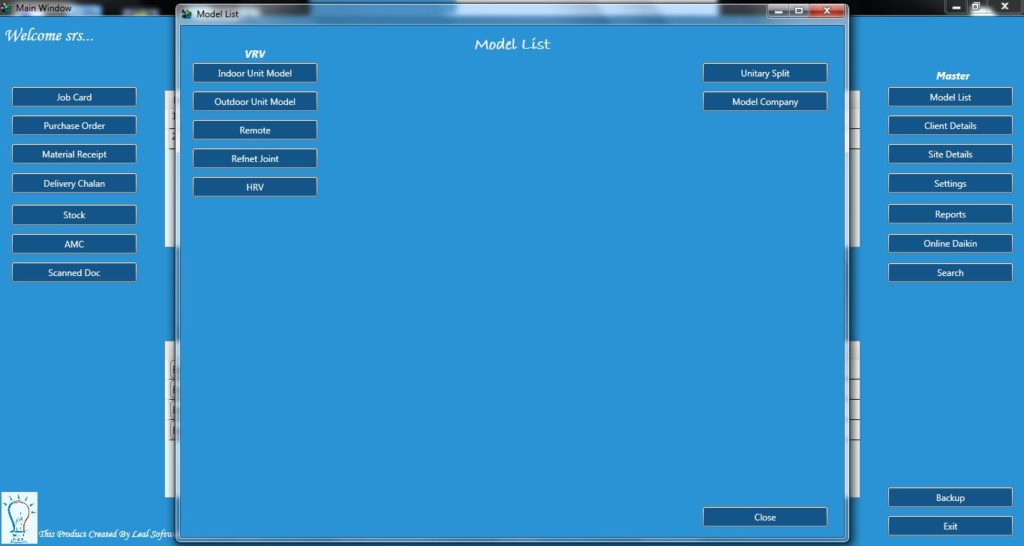 Main Window
Model List
Welcome srs...
Model List
VRV
Indoor Unit Model
Outdoor Unit Model
Remote
Refnet Joint
HRV
Unitary Split
Model Company
Close
Job Card
Purchase Order
Material Receipt
Delivery Chalan
Stock
AMC
Scanned Doc
Master
Model List
Client Details
Site Details
Settings
Reports
Online Daikin
Search
Backup
Exit
This Product Created By Leal